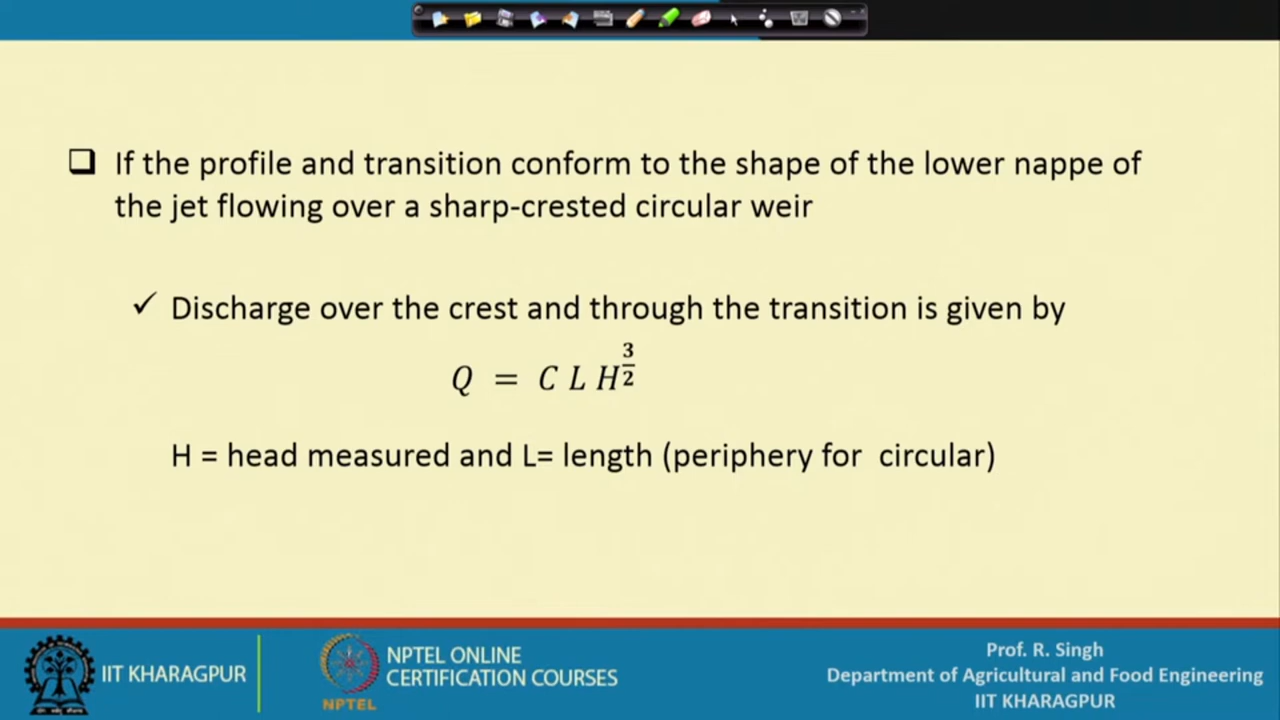 ❑ If the profile and transition conform to the shape of the lower nappe of
the jet flowing over a sharp-crested circular weir
✓ Discharge over the crest and through the transition is given by
Q = C L H^(3/2)
H = head measured and L= length (periphery for circular)
IIT KHARAGPUR
NPTEL
NPTEL ONLINE
CERTIFICATION COURSES
Prof. R. Singh
Department of Agricultural and Food Engineering
IIT KHARAGPUR